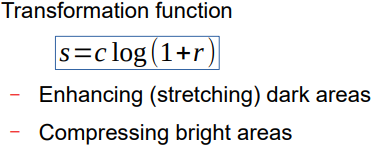 Transformation function
s=c log(1+r)
– Enhancing (stretching) dark areas
– Compressing bright areas